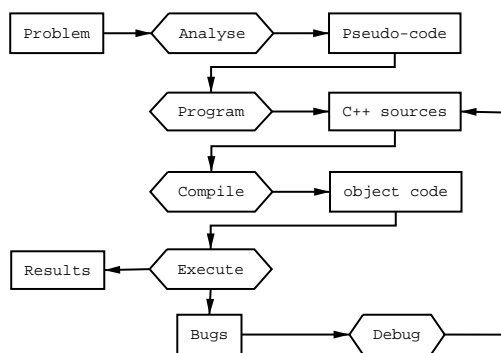 Problem
Analyse
Pseudo-code
Program
C++ sources
Compile
object code
Results
Execute
Bugs
Debug